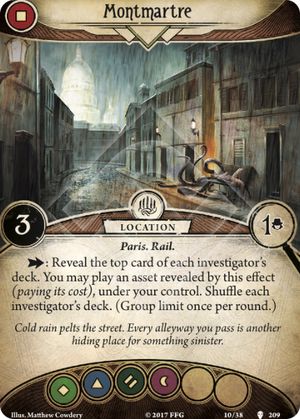 Montmartre
3
LOCATION
1
Paris. Rail.
: Reveal the top card of each investigator's
deck. You may play an asset revealed by this effect
(paying its cost), under your control. Shuffle each
investigator's deck. (Group limit once per round.)
Cold rain pelts the street. Every alleyway you pass is another
hiding place for something sinister.
Illus. Matthew Cowdery
© 2017 FFG
10/38
209